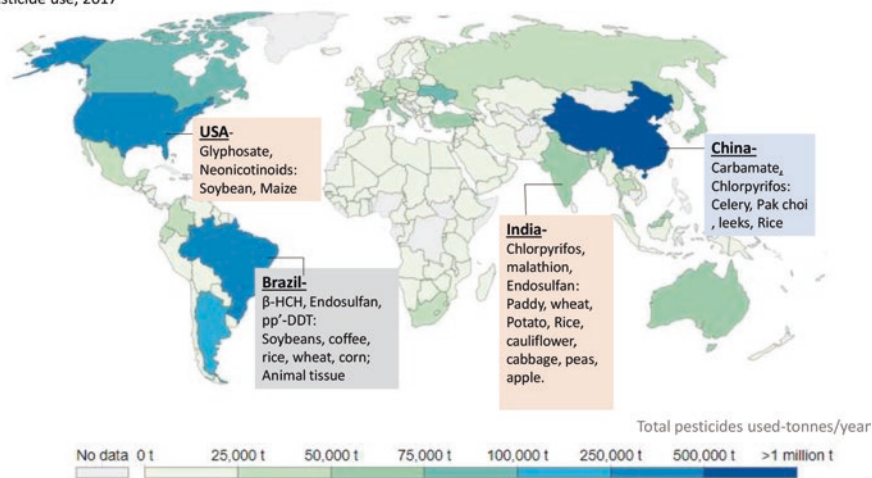 pesticide use, 2017
USA-
Glyphosate,
Neonicotinoids:
Soybean, Maize
China-
Carbamate,
Chlorpyrifos:
Celery, Pak choi
, leeks, Rice
India-
Chlorpyrifos,
malathion,
Endosulfan:
Paddy, wheat,
Potato, Rice,
cauliflower,
cabbage, peas,
apple.
Brazil-
β-HCH, Endosulfan,
pp′-DDT:
Soybeans, coffee,
rice, wheat, corn;
Animal tissue
Total pesticides used-tonnes/year
No data 0 t 25,000 t 50,000 t 75,000 t 100,000 t 250,000 t 500,000 t >1 million t